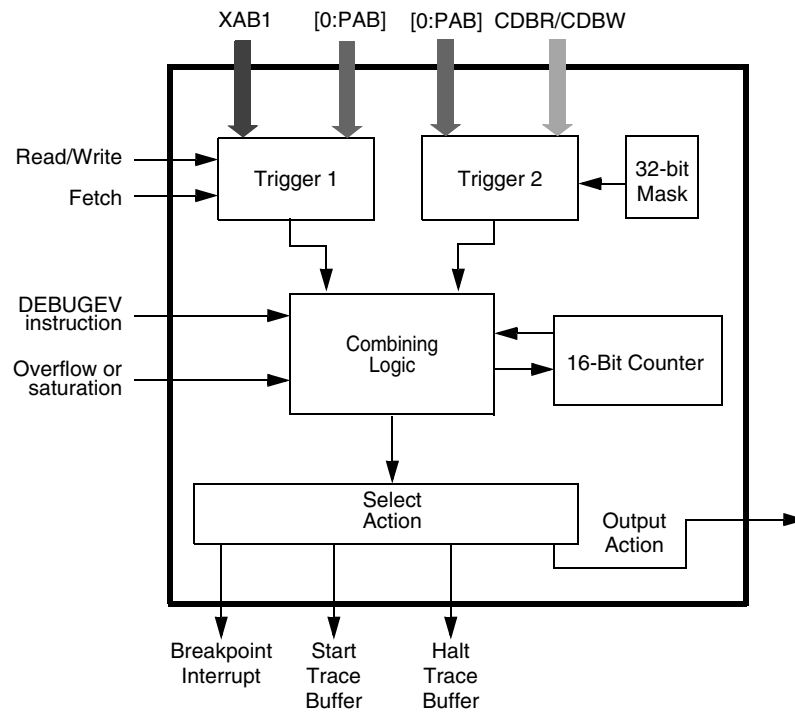 XAB1 [0:PAB] [0:PAB] CDBR/CDBW
Read/Write
Fetch
Trigger 1
Trigger 2
32-bit
Mask
DEBUGEV
instruction
Overflow or
saturation
Combining
Logic
16-Bit Counter
Select
Action
Output
Action
Breakpoint
Interrupt
Start
Trace
Buffer
Halt
Trace
Buffer